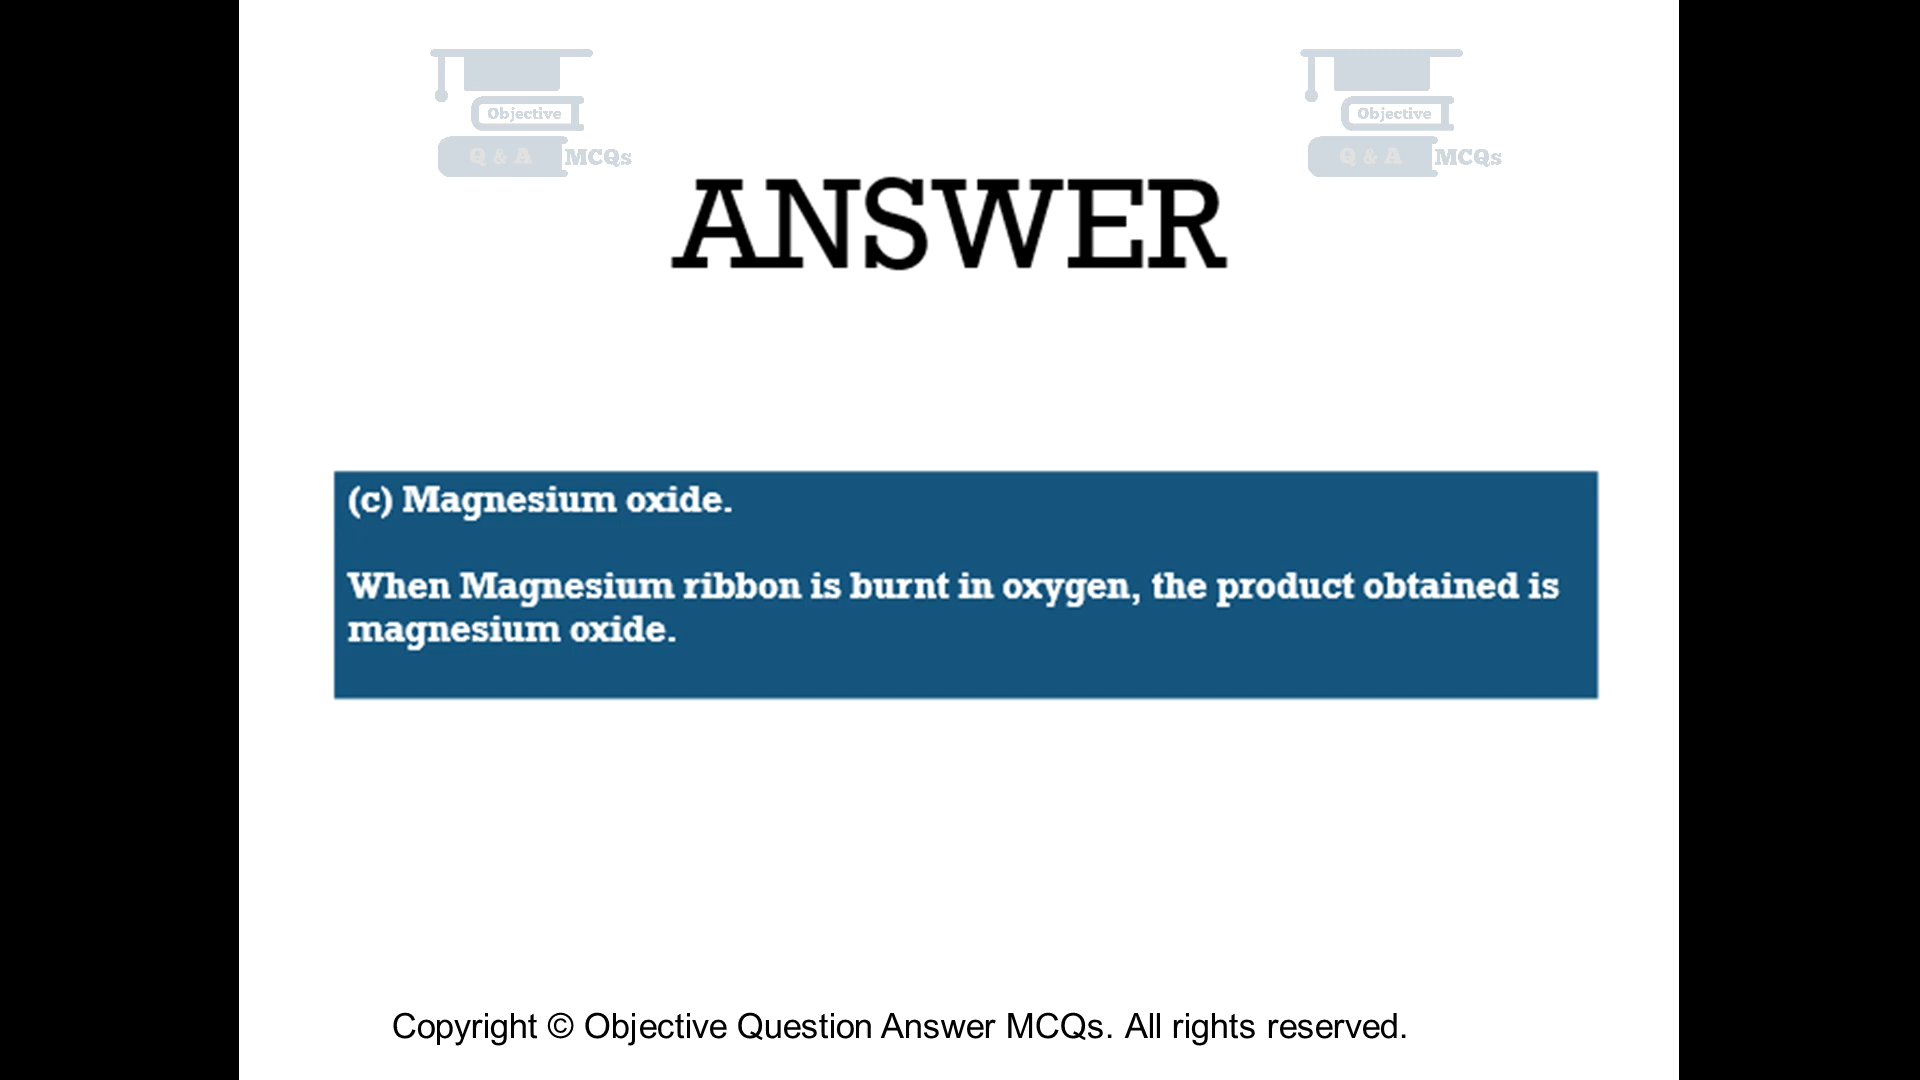 Objective
Q & A MCQs
Objective
Q & A MCQs
ANSWER
(c) Magnesium oxide.
When Magnesium ribbon is burnt in oxygen, the product obtained is
magnesium oxide.
Copyright © Objective Question Answer MCQs. All rights reserved.